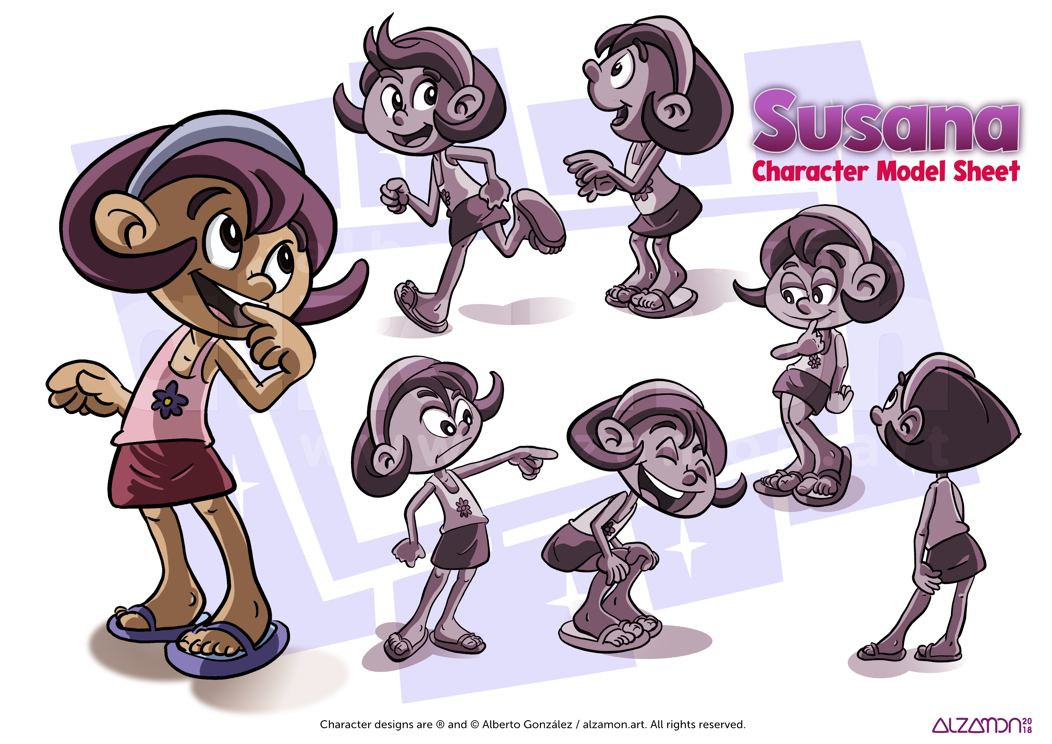 Susana
Character Model Sheet
Character designs are ® and © Alberto González / alzamon.art. All rights reserved.
ALZAMON 2018